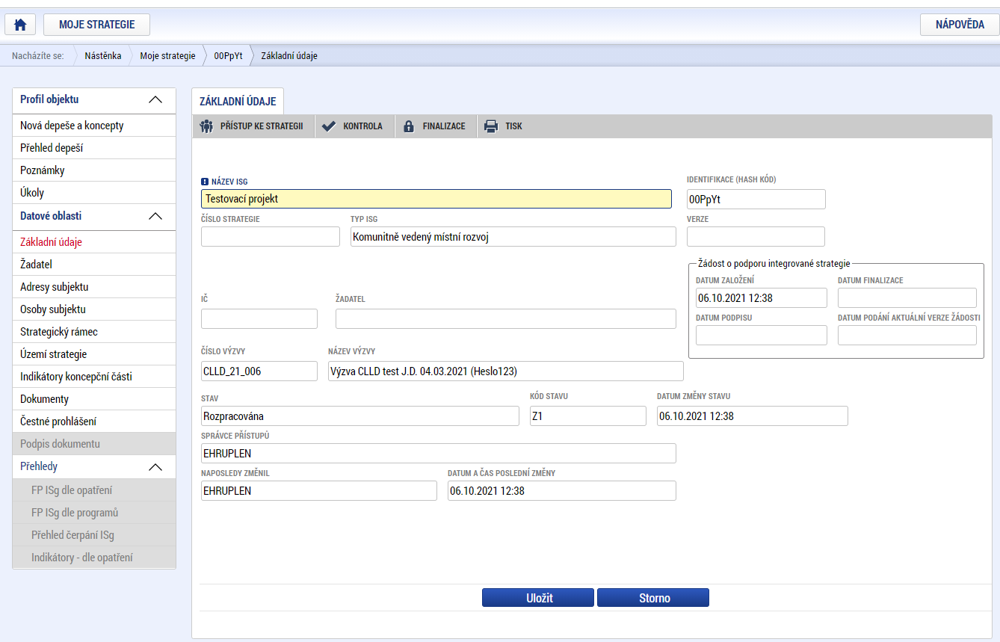 MOJE STRATEGIE
NÁPOVĚDA
Nacházíte se: Nástěnka Moje strategie 00PpYt Základní údaje
Profil objektu
Nová depeše a koncepty
Přehled depeší
Poznámky
Úkoly
Datové oblasti
Základní údaje
Žadatel
Adresy subjektu
Osoby subjektu
Strategický rámec
Území strategie
Indikátory koncepční části
Dokumenty
Čestné prohlášení
Podpis dokumentu
Přehledy
FP ISg dle opatření
FP ISg dle programů
Přehled čerpání ISg
Indikátory - dle opatření
ZÁKLADNÍ ÚDAJE
PŘÍSTUP KE STRATEGII KONTROLA FINALIZACE TISK
NÁZEV ISG
Testovací projekt
IDENTIFIKACE (HASH KÓD)
00PpYt
ČÍSLO STRATEGIE
TYP ISG
Komunitně vedený místní rozvoj
VERZE
Žádost o podporu integrované strategie
DATUM ZALOŽENÍ
06.10.2021 12:38
DATUM FINALIZACE
DATUM PODPISU
DATUM PODÁNÍ AKTUÁLNÍ VERZE ŽÁDOSTI
IČ
ŽADATEL
ČÍSLO VÝZVY
CLLD_21_006
NÁZEV VÝZVY
Výzva CLLD test J.D. 04.03.2021 (Heslo123)
STAV
Rozpracována
KÓD STAVU
Z1
DATUM ZMĚNY STAVU
06.10.2021 12:38
SPRÁVCE PŘÍSTUPŮ
EHRUPLEN
NAPOSLEDY ZMĚNIL
EHRUPLEN
DATUM A ČAS POSLEDNÍ ZMĚNY
06.10.2021 12:38
Uložit
Storno